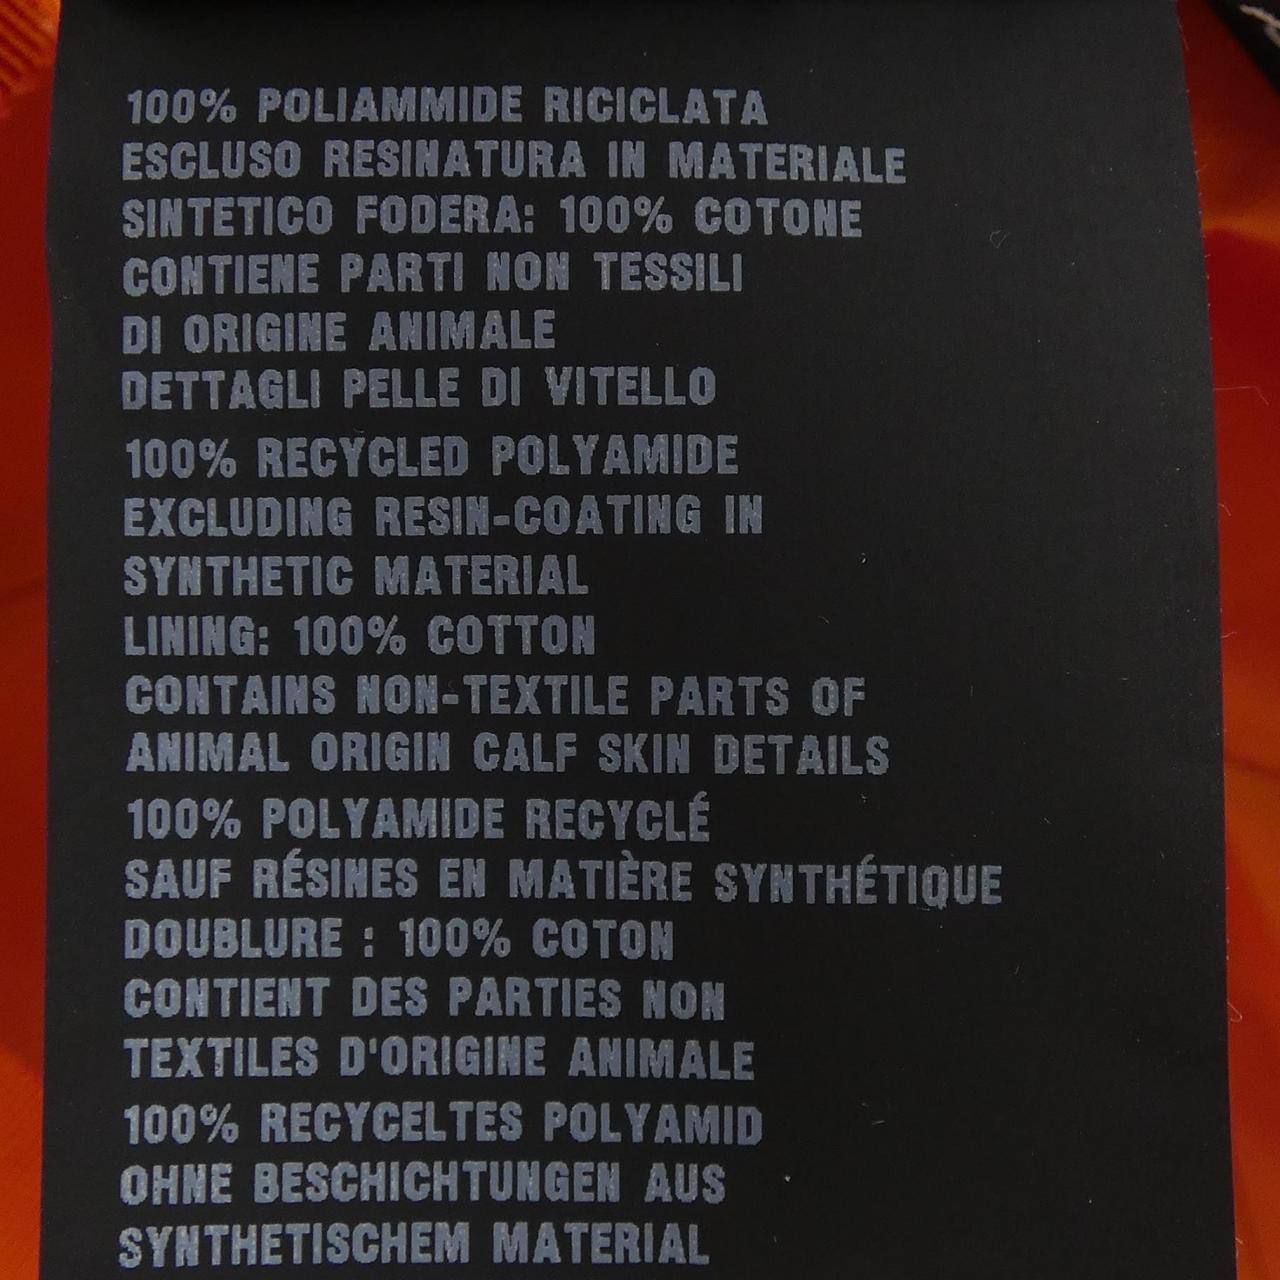 100% POLIAMMIDE RICICLATA
ESCLUSO RESINATURA IN MATERIALE
SINTETICO FODERA: 100% COTONE
CONTIENE PARTI NON TESSILI
DI ORIGINE ANIMALE
DETTAGLI PELLE DI VITELLO
100% RECYCLED POLYAMIDE
EXCLUDING RESIN-COATING IN
SYNTHETIC MATERIAL
LINING: 100% COTTON
CONTAINS NON-TEXTILE PARTS OF
ANIMAL ORIGIN CALF SKIN DETAILS
100% POLYAMIDE RECYCLÉ
SAUF RÉSINES EN MATIÈRE SYNTHÉTIQUE
DOUBLURE : 100% COTON
CONTIENT DES PARTIES NON
TEXTILES D'ORIGINE ANIMALE
100% RECYCELTES POLYAMID
OHNE BESCHICHTUNGEN AUS
SYNTHETISCHEM MATERIAL